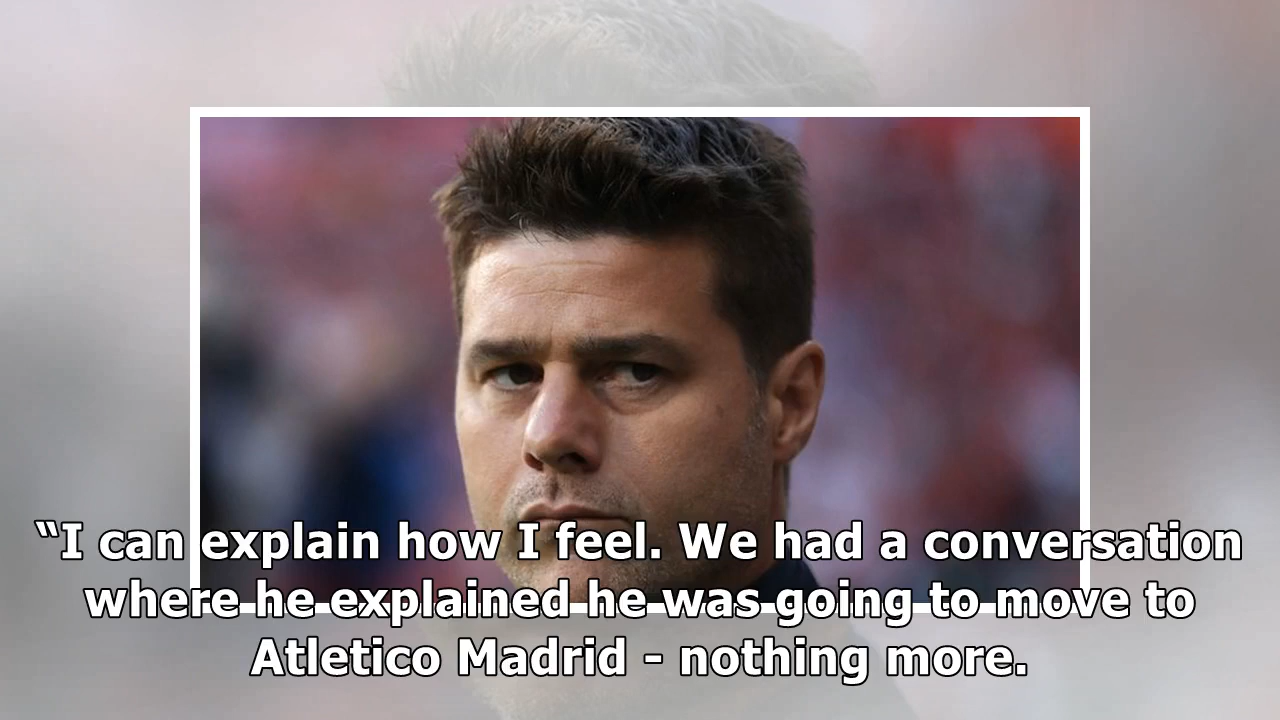 “I can explain how I feel. We had a conversation
where he explained he was going to move to
Atletico Madrid - nothing more.